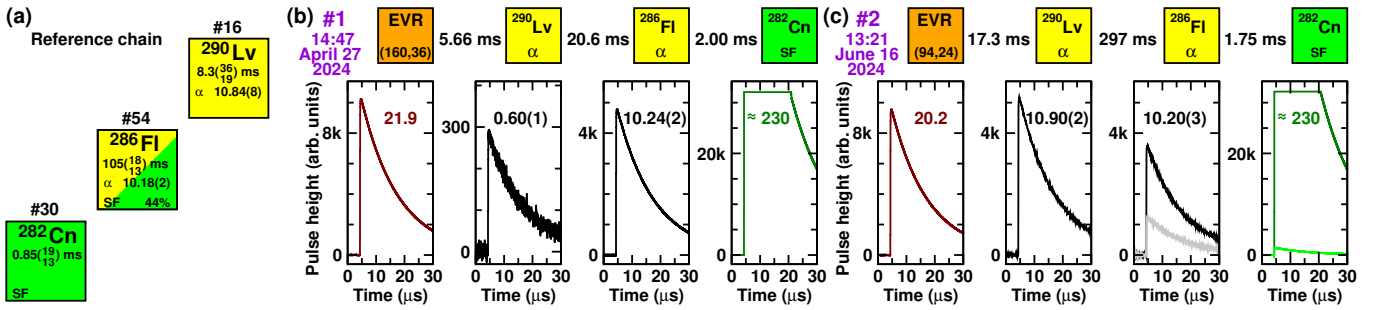 (a)
Reference chain
#16
290Lv
8.3(36 19) ms
α 10.84(8)
#54
286Fl
105(18 13) ms
α 10.18(2)
SF 44%
#30
282Cn
0.85(19 13) ms
SF
(b)
#1
14:47
April 27
2024
EVR
(160,36)
5.66 ms
290Lv
α
20.6 ms
286Fl
α
2.00 ms
282Cn
SF
Pulse height (arb. units)
8k
0
21.9
0 10 20 30
Time (μs)
300
0
0.60(1)
0 10 20 30
Time (μs)
4k
0
10.24(2)
0 10 20 30
Time (μs)
20k
0
≈ 230
0 10 20 30
Time (μs)
(c)
#2
13:21
June 16
2024
EVR
(94,24)
17.3 ms
290Lv
α
297 ms
286Fl
α
1.75 ms
282Cn
SF
Pulse height (arb. units)
8k
0
20.2
0 10 20 30
Time (μs)
4k
0
10.90(2)
0 10 20 30
Time (μs)
4k
0
10.20(3)
0 10 20 30
Time (μs)
20k
0
≈ 230
0 10 20 30
Time (μs)